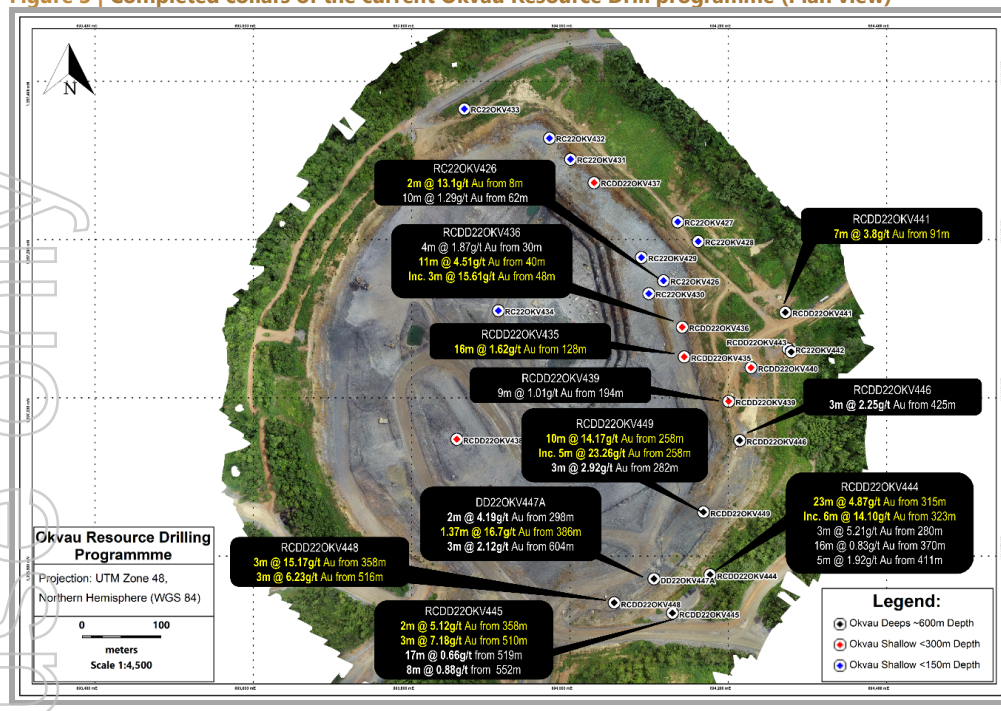 Figure 3 | Completed collars of the current Okvau Resource Drill programme (Plan view)
N
RC22OKV433
RC22OKV432
RC22OKV431
RCDD22OKV437
RC22OKV426
2m @ 13.1g/t Au from 8m
10m @ 1.29g/t Au from 62m
RC22OKV427
RCDD22OKV441
7m @ 3.8g/t Au from 91m
RCDD22OKV436
4m @ 1.87g/t Au from 30m
11m @ 4.51g/t Au from 40m
Inc. 3m @ 15.61g/t Au from 48m
RC22OKV428
RC22OKV429
RC22OKV426
RC22OKV430
RC22OKV434
RCDD22OKV441
RCDD22OKV436
RCDD22OKV435
16m @ 1.62g/t Au from 128m
RCDD22OKV443
RC22OKV442
RCDD22OKV435
RCDD22OKV440
RCDD22OKV439
9m @ 1.01g/t Au from 194m
RCDD22OKV439
RCDD22OKV446
3m @ 2.25g/t Au from 425m
RCDD22OKV449
10m @ 14.17g/t Au from 258m
Inc. 5m @ 23.26g/t Au from 258m
3m @ 2.92g/t Au from 282m
RCDD22OKV438
RCDD22OKV446
RCDD22OKV444
23m @ 4.87g/t Au from 315m
Inc. 6m @ 14.10g/t Au from 323m
3m @ 5.21g/t Au from 280m
16m @ 0.83g/t Au from 370m
5m @ 1.92g/t Au from 411m
DD22OKV447A
2m @ 4.19g/t Au from 298m
1.37m @ 16.7g/t Au from 386m
3m @ 2.12g/t Au from 604m
RCDD22OKV449
RCDD22OKV448
3m @ 15.17g/t Au from 358m
3m @ 6.23g/t Au from 516m
DD22OKV447A
RCDD22OKV444
RCDD22OKV448
RCDD22OKV445
RCDD22OKV445
2m @ 5.12g/t Au from 358m
3m @ 7.18g/t Au from 510m
17m @ 0.66g/t Au from 519m
8m @ 0.88g/t from 552m
Okvau Resource Drilling
Programmme
Projection: UTM Zone 48,
Northern Hemisphere (WGS 84)
0 100
meters
Scale 1:4,500
Legend:
Okvau Deeps ~600m Depth
Okvau Shallow <300m Depth
Okvau Shallow <150m Depth